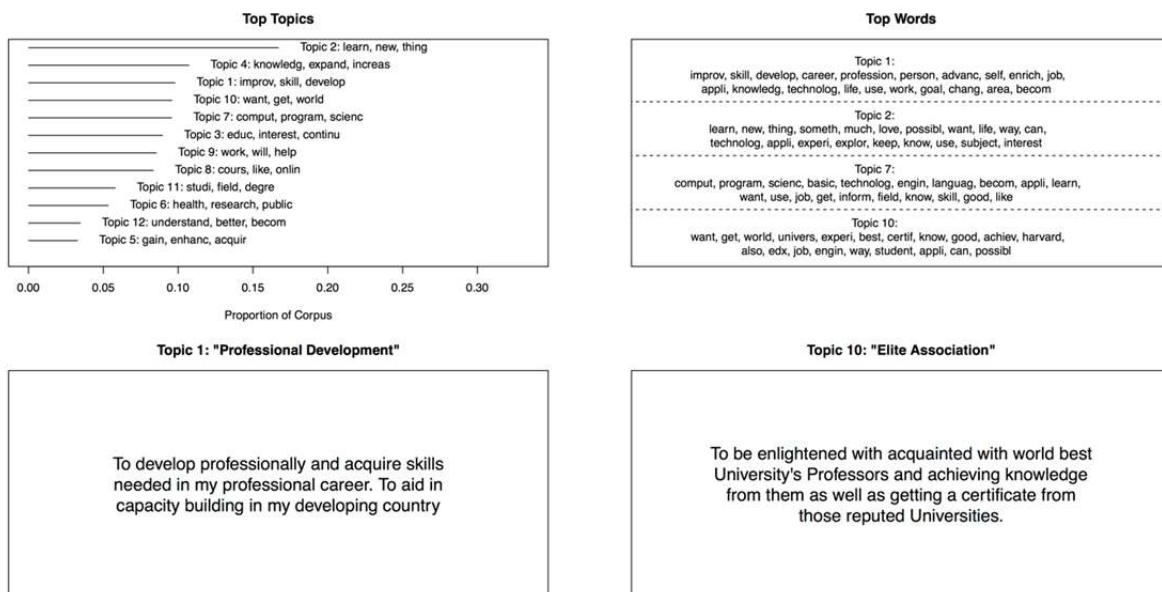 Top Topics
Topic 2: learn, new, thing
Topic 4: knowledg, expand, increas
Topic 1: improv, skill, develop
Topic 10: want, get, world
Topic 7: comput, program, scienc
Topic 3: educ, interest, continu
Topic 9: work, will, help
Topic 8: cours, like, onlin
Topic 11: studi, field, degre
Topic 6: health, research, public
Topic 12: understand, better, becom
Topic 5: gain, enhanc, acquir
0.00 0.05 0.10 0.15 0.20 0.25 0.30
Proportion of Corpus
Top Words
Topic 1:
improv, skill, develop, career, profession, person, advanc, self, enrich, job,
appli, knowledg, technolog, life, use, work, goal, chang, area, becom
Topic 2:
learn, new, thing, someth, much, love, possibl, want, life, way, can,
technolog, appli, experi, explor, keep, know, use, subject, interest
Topic 7:
comput, program, scienc, basic, technolog, engin, languag, becom, appli, learn,
want, use, job, get, inform, field, know, skill, good, like
Topic 10:
want, get, world, univers, experi, best, certif, know, good, achiev, harvard,
also, edx, job, engin, way, student, appli, can, possibl
Topic 1: "Professional Development"
To develop professionally and acquire skills
needed in my professional career. To aid in
capacity building in my developing country
Topic 10: "Elite Association"
To be enlightened with acquainted with world best
University's Professors and achieving knowledge
from them as well as getting a certificate from
those reputed Universities.